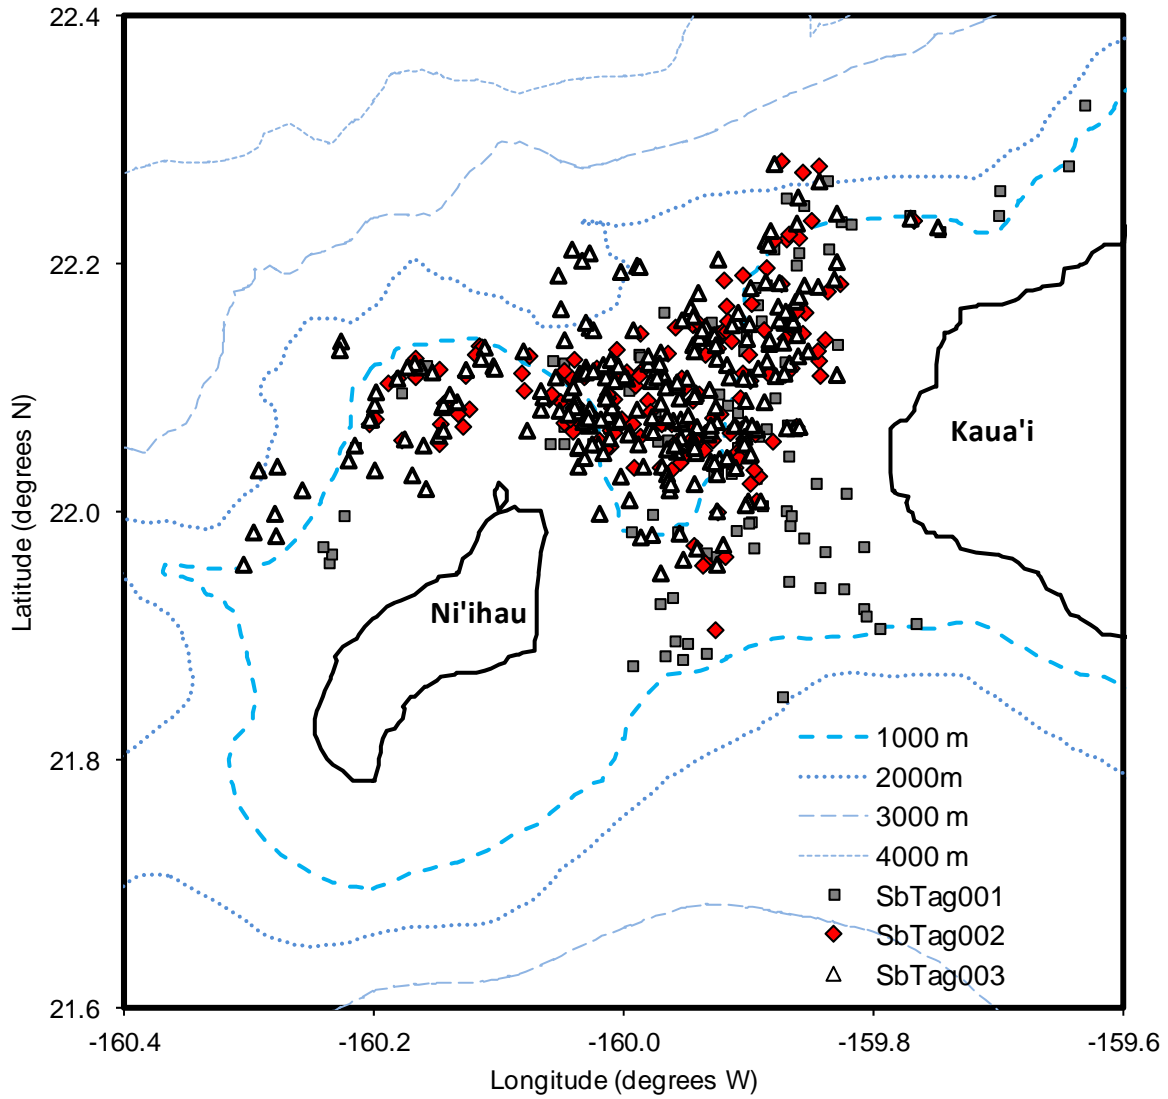 22.4
22.2
22.0
21.8
21.6
Latitude (degrees N)
Kaua'i
Ni'ihau
1000 m
2000m
3000 m
4000 m
SbTag001
SbTag002
SbTag003
-160.4
-160.2
-160.0
-159.8
-159.6
Longitude (degrees W)